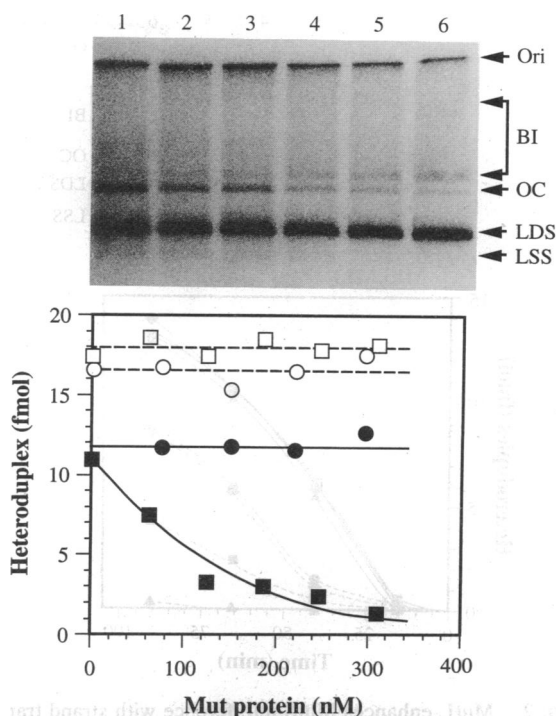 1 2 3 4 5 6
Ori
BI
OC
LDS
LSS
20
15
10
5
0
Heteroduplex (fmol)
0 100 200 300 400
Mut protein (nM)